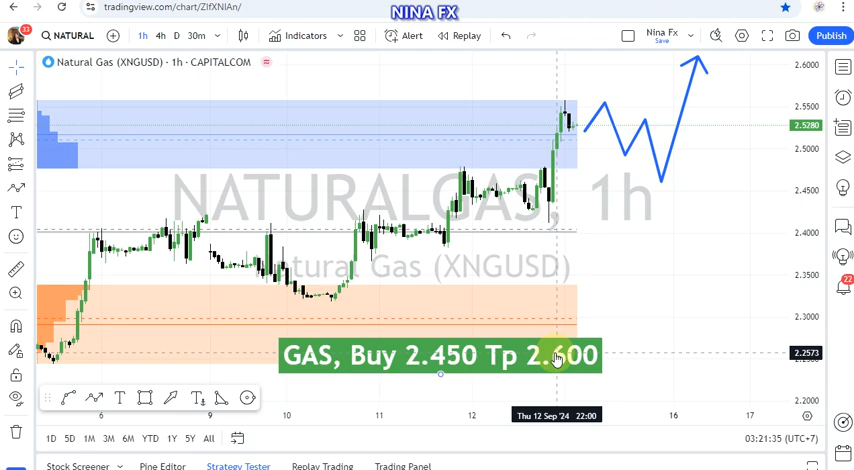 tradingview.com/chart/ZIfXNIAn/
NINA FX
33
NATURAL
1h 4h D 30m
Indicators
Alert
Replay
Nina Fx
Save
Publish
Natural Gas (XNGUSD) · 1h · CAPITALCOM
NATURALGAS, 1h
Natural Gas (XNGUSD)
2.6000
2.5500
2.5280
2.5000
2.4500
2.4000
2.3500
2.3000
2.2573
2.2000
22
GAS, Buy 2.450 Tp 2.600
6 9 10 11 12 16 17
Thu 12 Sep '24 22:00
1D 5D 1M 3M 6M YTD 1Y 5Y All
03:21:35 (UTC+7)
Stock Screener
Pine Editor
Strategy Tester
Replay Trading
Trading Panel